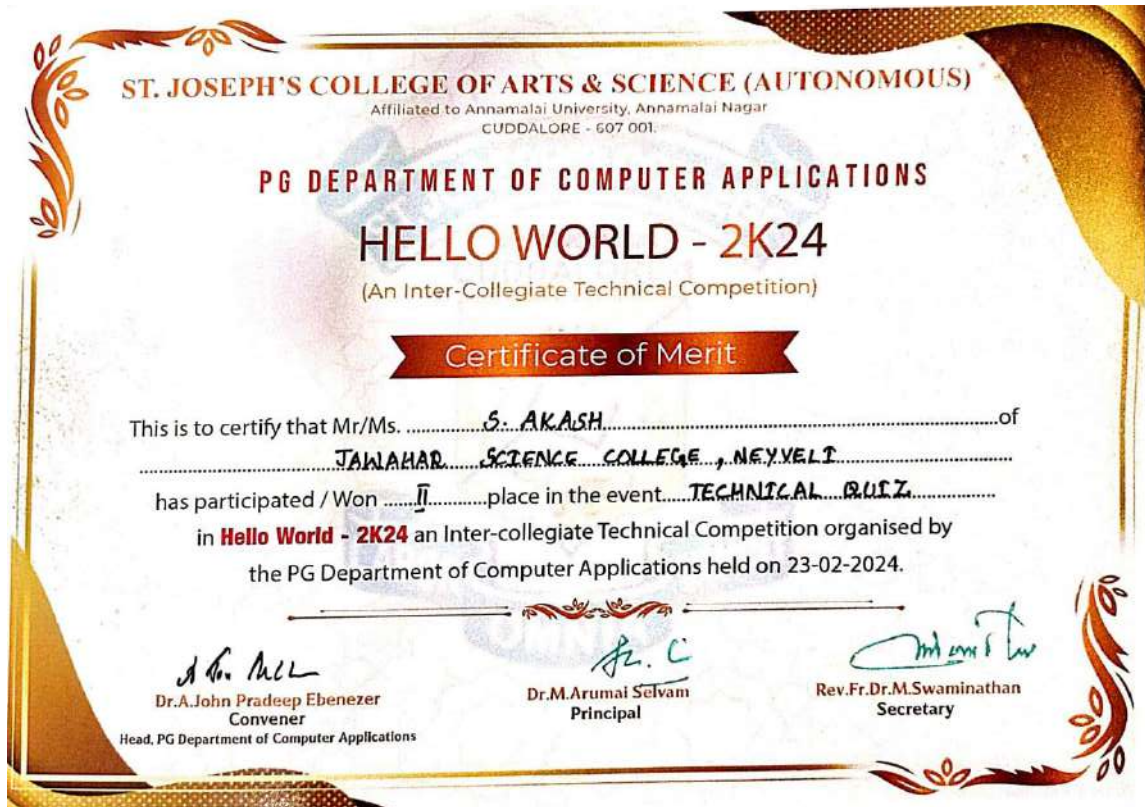 ST. JOSEPH'S COLLEGE OF ARTS & SCIENCE (AUTONOMOUS)
Affiliated to Annamalai University, Annamalai Nagar
CUDDALORE - 607 001.
PG DEPARTMENT OF COMPUTER APPLICATIONS
HELLO WORLD - 2K24
(An Inter-Collegiate Technical Competition)
Certificate of Merit
This is to certify that Mr/Ms. S. AKASH of
JAWAHAR SCIENCE COLLEGE, NEYVELI
has participated / Won II place in the event TECHNICAL QUIZ
in Hello World - 2K24 an Inter-collegiate Technical Competition organised by
the PG Department of Computer Applications held on 23-02-2024.
OMNIA
Dr.A.John Pradeep Ebenezer
Convener
Head, PG Department of Computer Applications
Dr.M.Arumai Selvam
Principal
Rev.Fr.Dr.M.Swaminathan
Secretary